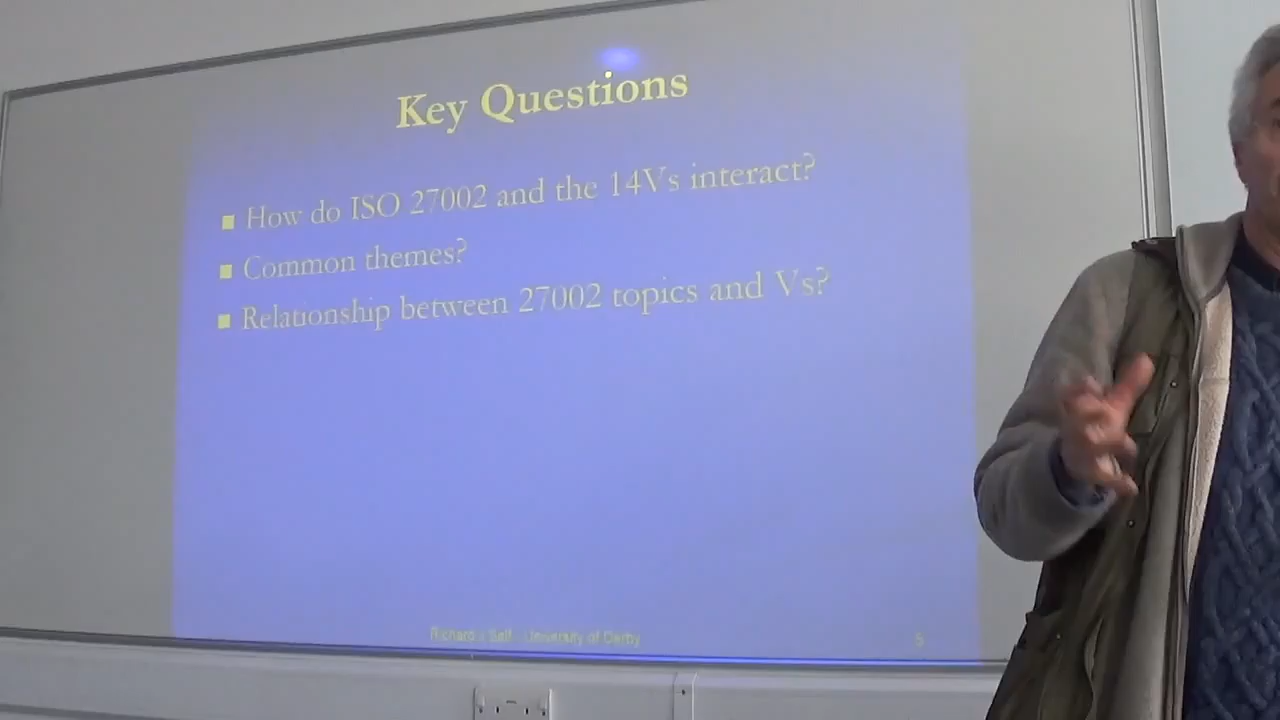 Key Questions
How do ISO 27002 and the 14Vs interact?
Common themes?
Relationship between 27002 topics and Vs?
Richard J Self - University of Derby
5